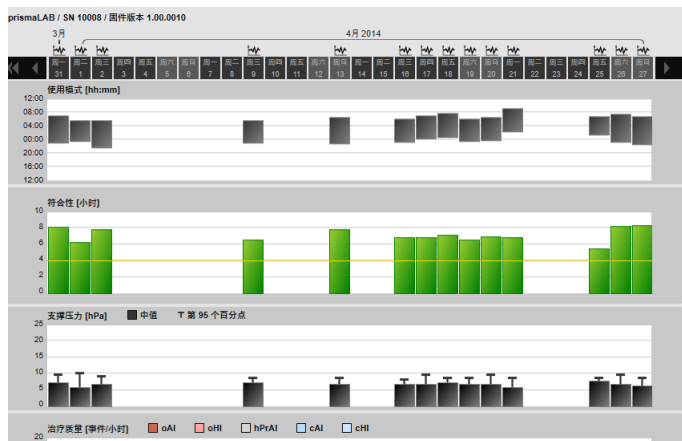 prismaLAB / SN 10008 / 固件版本 1.00.0010
3月 4月 2014
周一 周二 周三 周四 周五 周六 周日 周一 周二 周三 周四 周五 周六 周日 周一 周二 周三 周四 周五 周六 周日 周一 周二 周三 周四 周五 周六 周日
31 1 2 3 4 5 6 7 8 9 10 11 12 13 14 15 16 17 18 19 20 21 22 23 24 25 26 27
使用模式 [hh:mm]
12:00
08:00
04:00
00:00
20:00
16:00
12:00
符合性 [小时]
10
8
6
4
2
0
支撑压力 [hPa] 中值 第 95 个百分点
25
20
15
10
5
0
治疗质量 [事件/小时] oAI oHI hPrAI cAI cHI
20